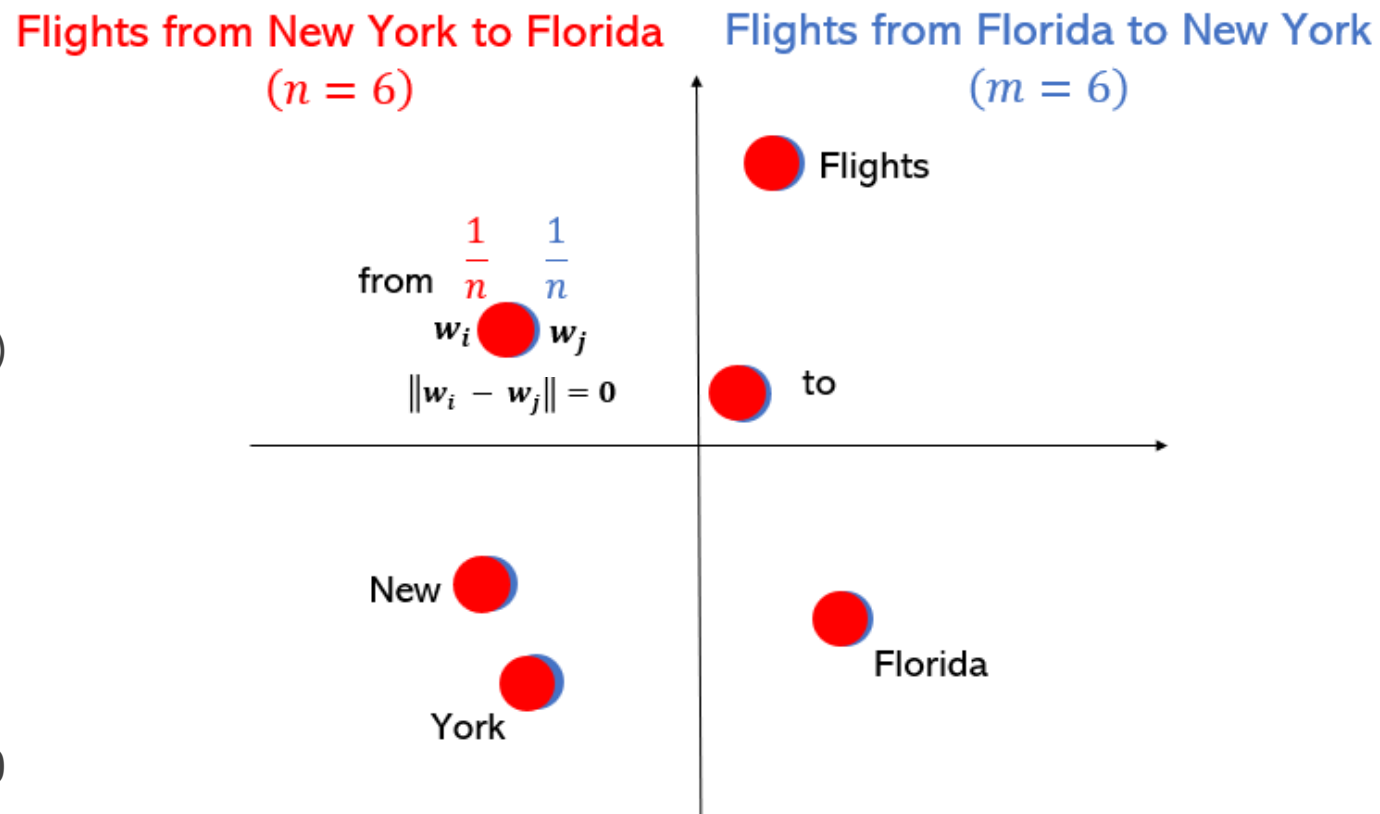 Flights from New York to Florida
(n = 6)
Flights from Florida to New York
(m = 6)
Flights
1/n 1/n
from
w_i w_j
‖w_i − w_j‖ = 0
to
New
Florida
York
)
)